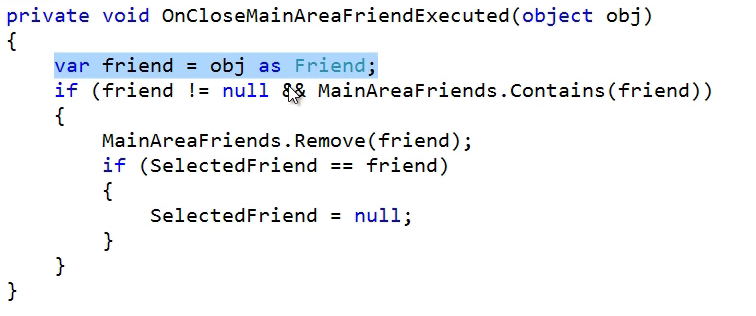 private void OnCloseMainAreaFriendExecuted(object obj)
{
    var friend = obj as Friend;
    if (friend != null && MainAreaFriends.Contains(friend))
    {
        MainAreaFriends.Remove(friend);
        if (SelectedFriend == friend)
        {
            SelectedFriend = null;
        }
    }
}